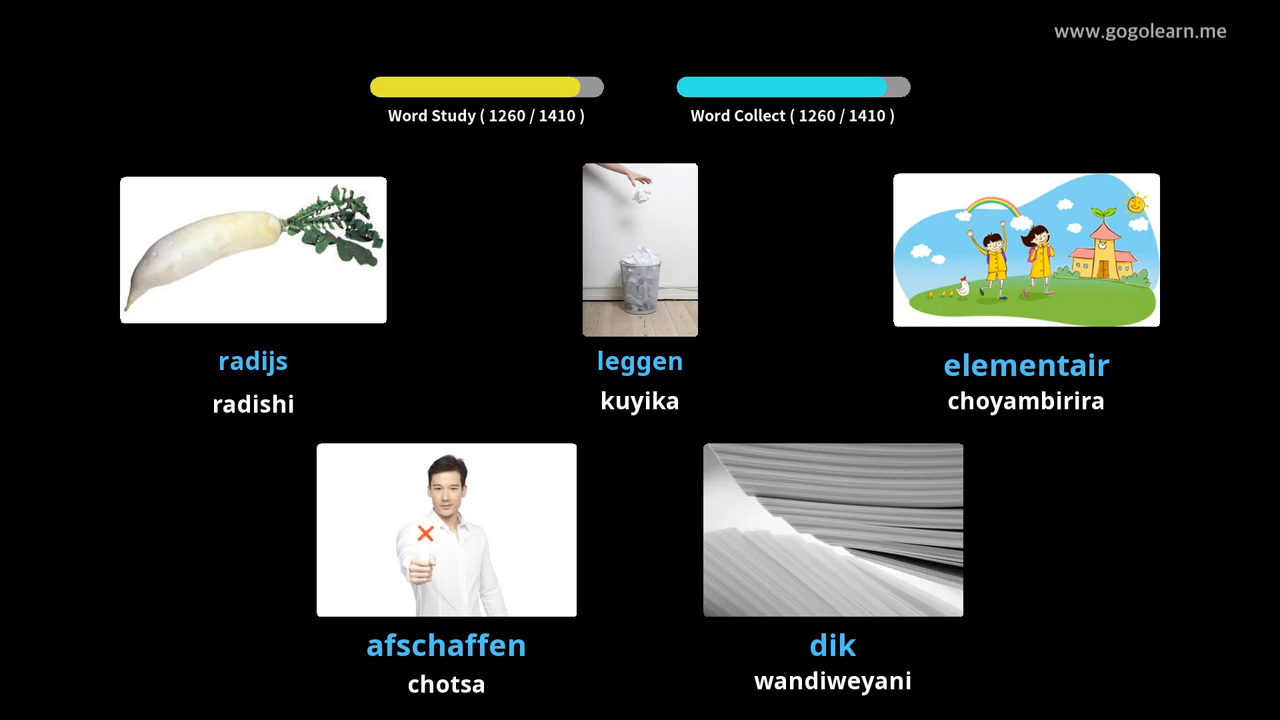 www.gogolearn.me
Word Study ( 1260 / 1410 )
Word Collect ( 1260 / 1410 )
radijs
radishi
leggen
kuyika
elementair
choyambirira
afschaffen
chotsa
dik
wandiweyani